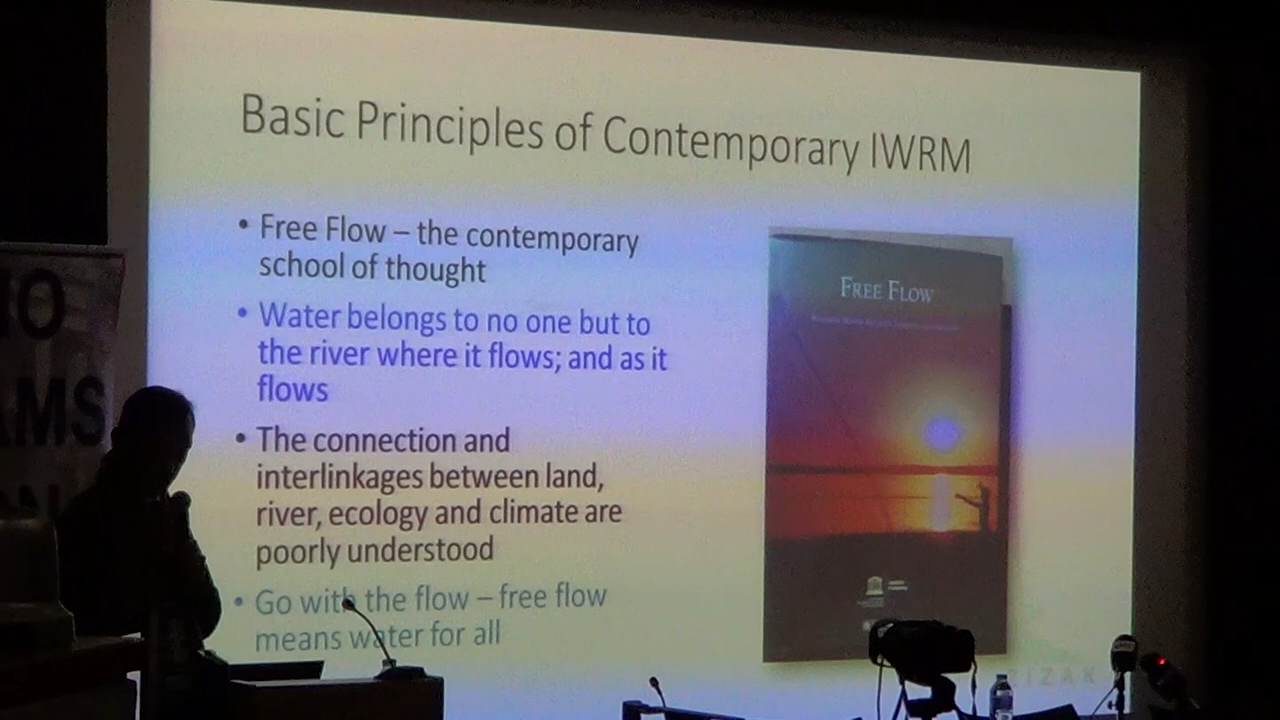 Basic Principles of Contemporary IWRM
• Free Flow – the contemporary
school of thought
• Water belongs to no one but to
the river where it flows; and as it
flows
• The connection and
interlinkages between land,
river, ecology and climate are
poorly understood
• Go with the flow – free flow
means water for all
FREE FLOW